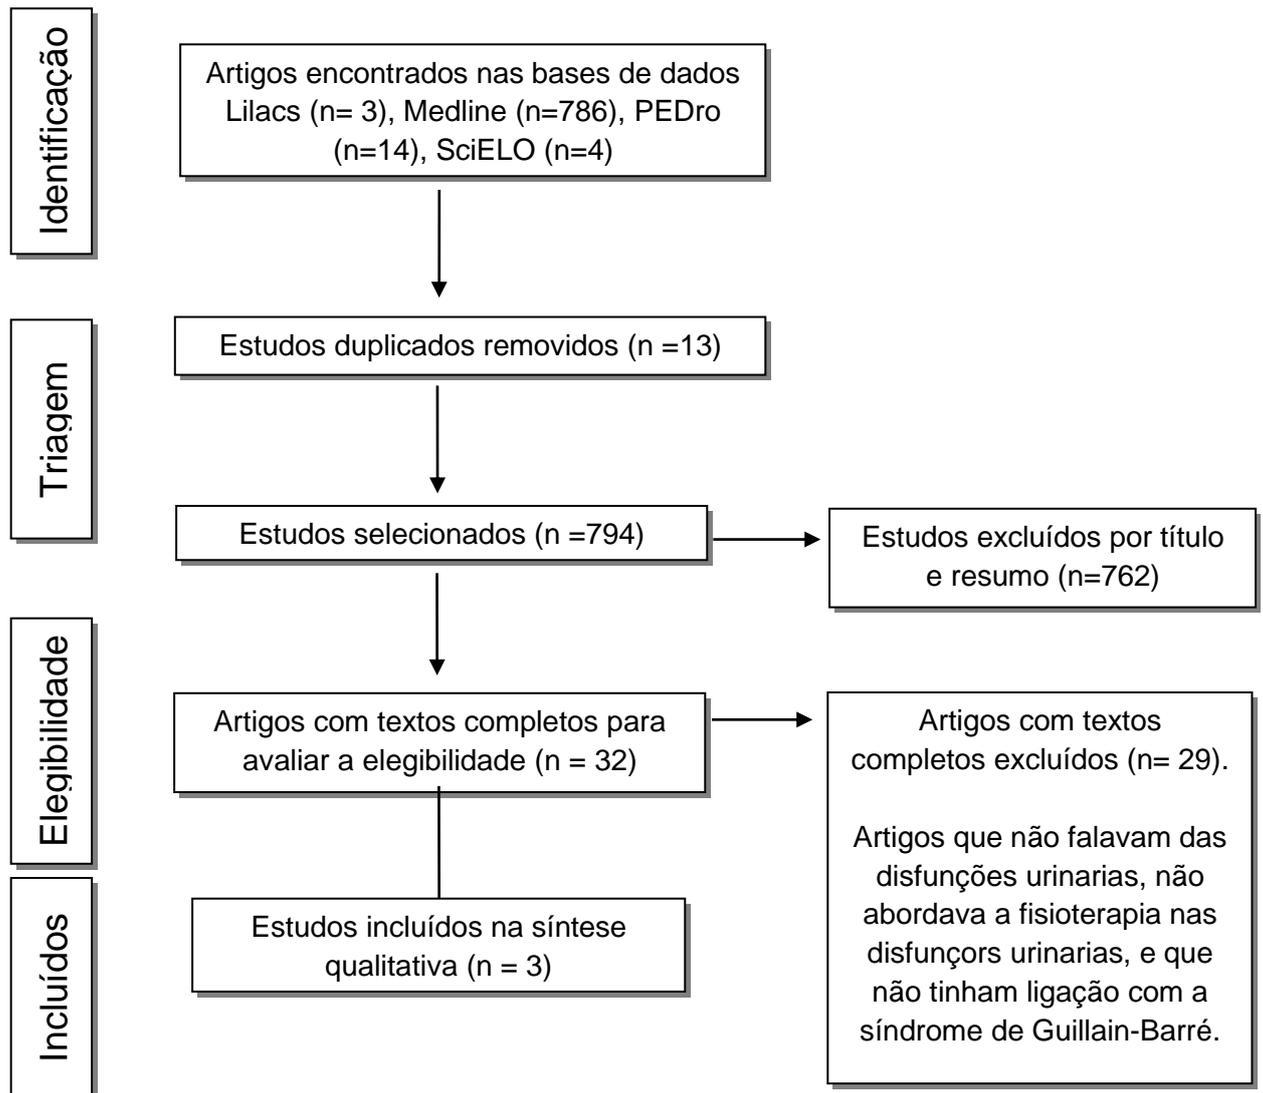 Identificação
Artigos encontrados nas bases de dados
Lilacs (n= 3), Medline (n=786), PEDro
(n=14), SciELO (n=4)
Triagem
Estudos duplicados removidos (n =13)
Estudos selecionados (n =794)
Estudos excluídos por título
e resumo (n=762)
Elegibilidade
Artigos com textos completos para
avaliar a elegibilidade (n = 32)
Artigos com textos
completos excluídos (n= 29).
Artigos que não falavam das
disfunções urinarias, não
abordava a fisioterapia nas
disfunçors urinarias, e que
não tinham ligação com a
síndrome de Guillain-Barré.
Incluídos
Estudos incluídos na síntese
qualitativa (n = 3)